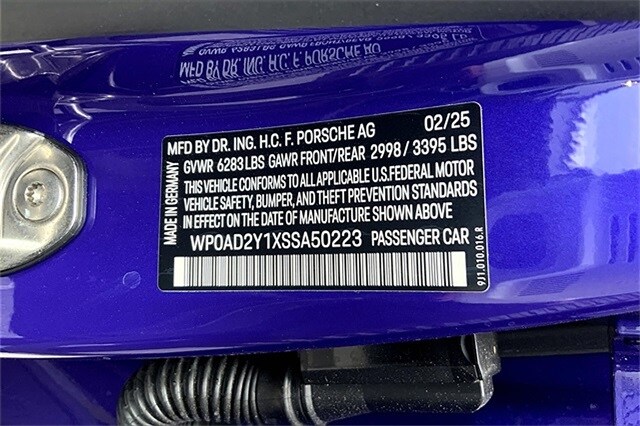 MFD BY DR. ING. H.C. F. PORSCHE AG 02/25
GVWR 6283 LBS GAWR FRONT/REAR 2998 / 3395 LBS
THIS VEHICLE CONFORMS TO ALL APPLICABLE U.S.FEDERAL MOTOR
VEHICLE SAFETY, BUMPER, AND THEFT PREVENTION STANDARDS
IN EFFECT ON THE DATE OF MANUFACTURE SHOWN ABOVE
WP0AD2Y1XSSA50223 PASSENGER CAR
MADE IN GERMANY
9J1.010.016.R